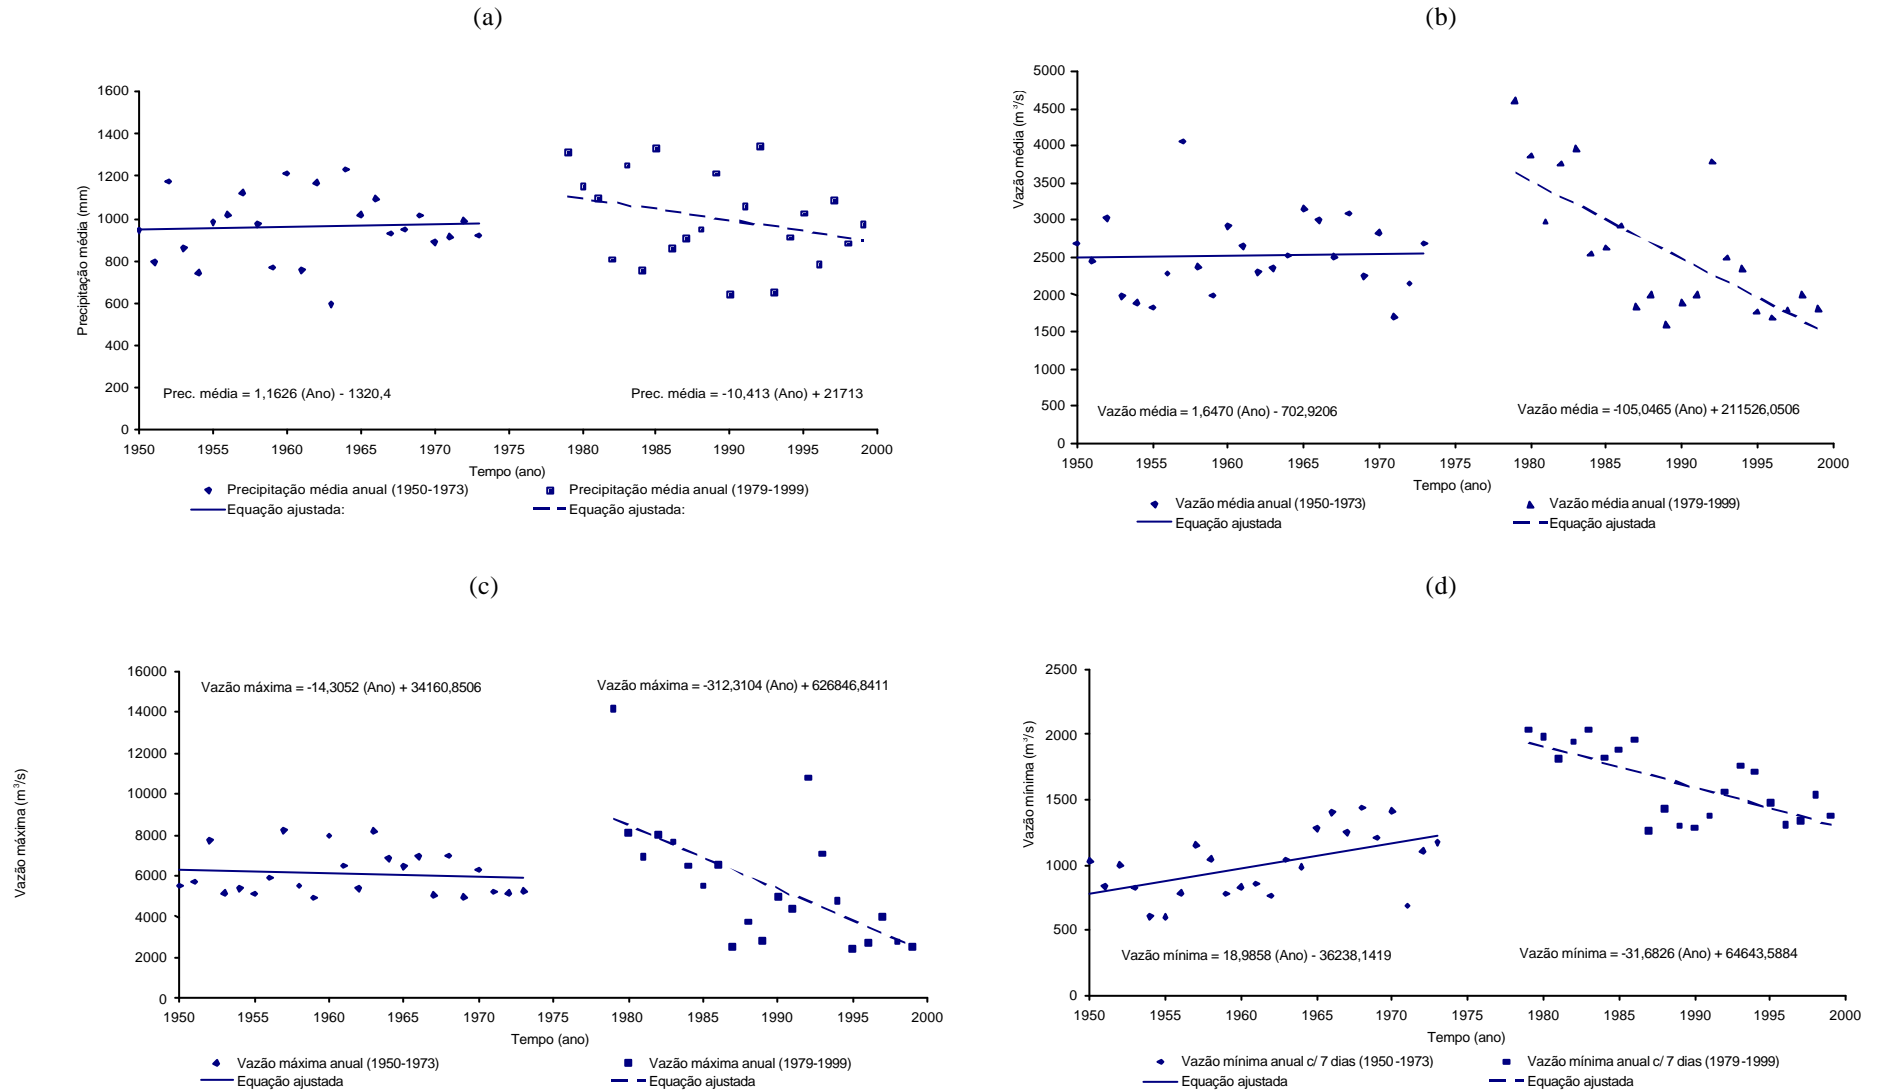 (a)
(b)
1600
1400
1200
1000
800
600
400
200
0
Precipitação média (mm)
Prec. média = 1,1626 (Ano) - 1320,4
Prec. média = -10,413 (Ano) + 21713
1950 1955 1960 1965 1970 1975 1980 1985 1990 1995 2000
Tempo (ano)
Precipitação média anual (1950-1973)
Precipitação média anual (1979-1999)
Equação ajustada:
Equação ajustada:
5000
4500
4000
3500
3000
2500
2000
1500
1000
500
0
Vazão média (m³/s)
Vazão média = 1,6470 (Ano) - 702,9206
Vazão média = -105,0465 (Ano) + 211526,0506
1950 1955 1960 1965 1970 1975 1980 1985 1990 1995 2000
Tempo (ano)
Vazão média anual (1950-1973)
Vazão média anual (1979-1999)
Equação ajustada
Equação ajustada
(c)
(d)
16000
14000
12000
10000
8000
6000
4000
2000
0
Vazão máxima (m³/s)
Vazão máxima = -14,3052 (Ano) + 34160,8506
Vazão máxima = -312,3104 (Ano) + 626846,8411
1950 1955 1960 1965 1970 1975 1980 1985 1990 1995 2000
Tempo (ano)
Vazão máxima anual (1950-1973)
Vazão máxima anual (1979-1999)
Equação ajustada
Equação ajustada
2500
2000
1500
1000
500
0
Vazão mínima (m³/s)
Vazão mínima = 18,9858 (Ano) - 36238,1419
Vazão mínima = -31,6826 (Ano) + 64643,5884
1950 1955 1960 1965 1970 1975 1980 1985 1990 1995 2000
Tempo (ano)
Vazão mínima anual c/ 7 dias (1950-1973)
Vazão mínima anual c/ 7 dias (1979-1999)
Equação ajustada
Equação ajustada